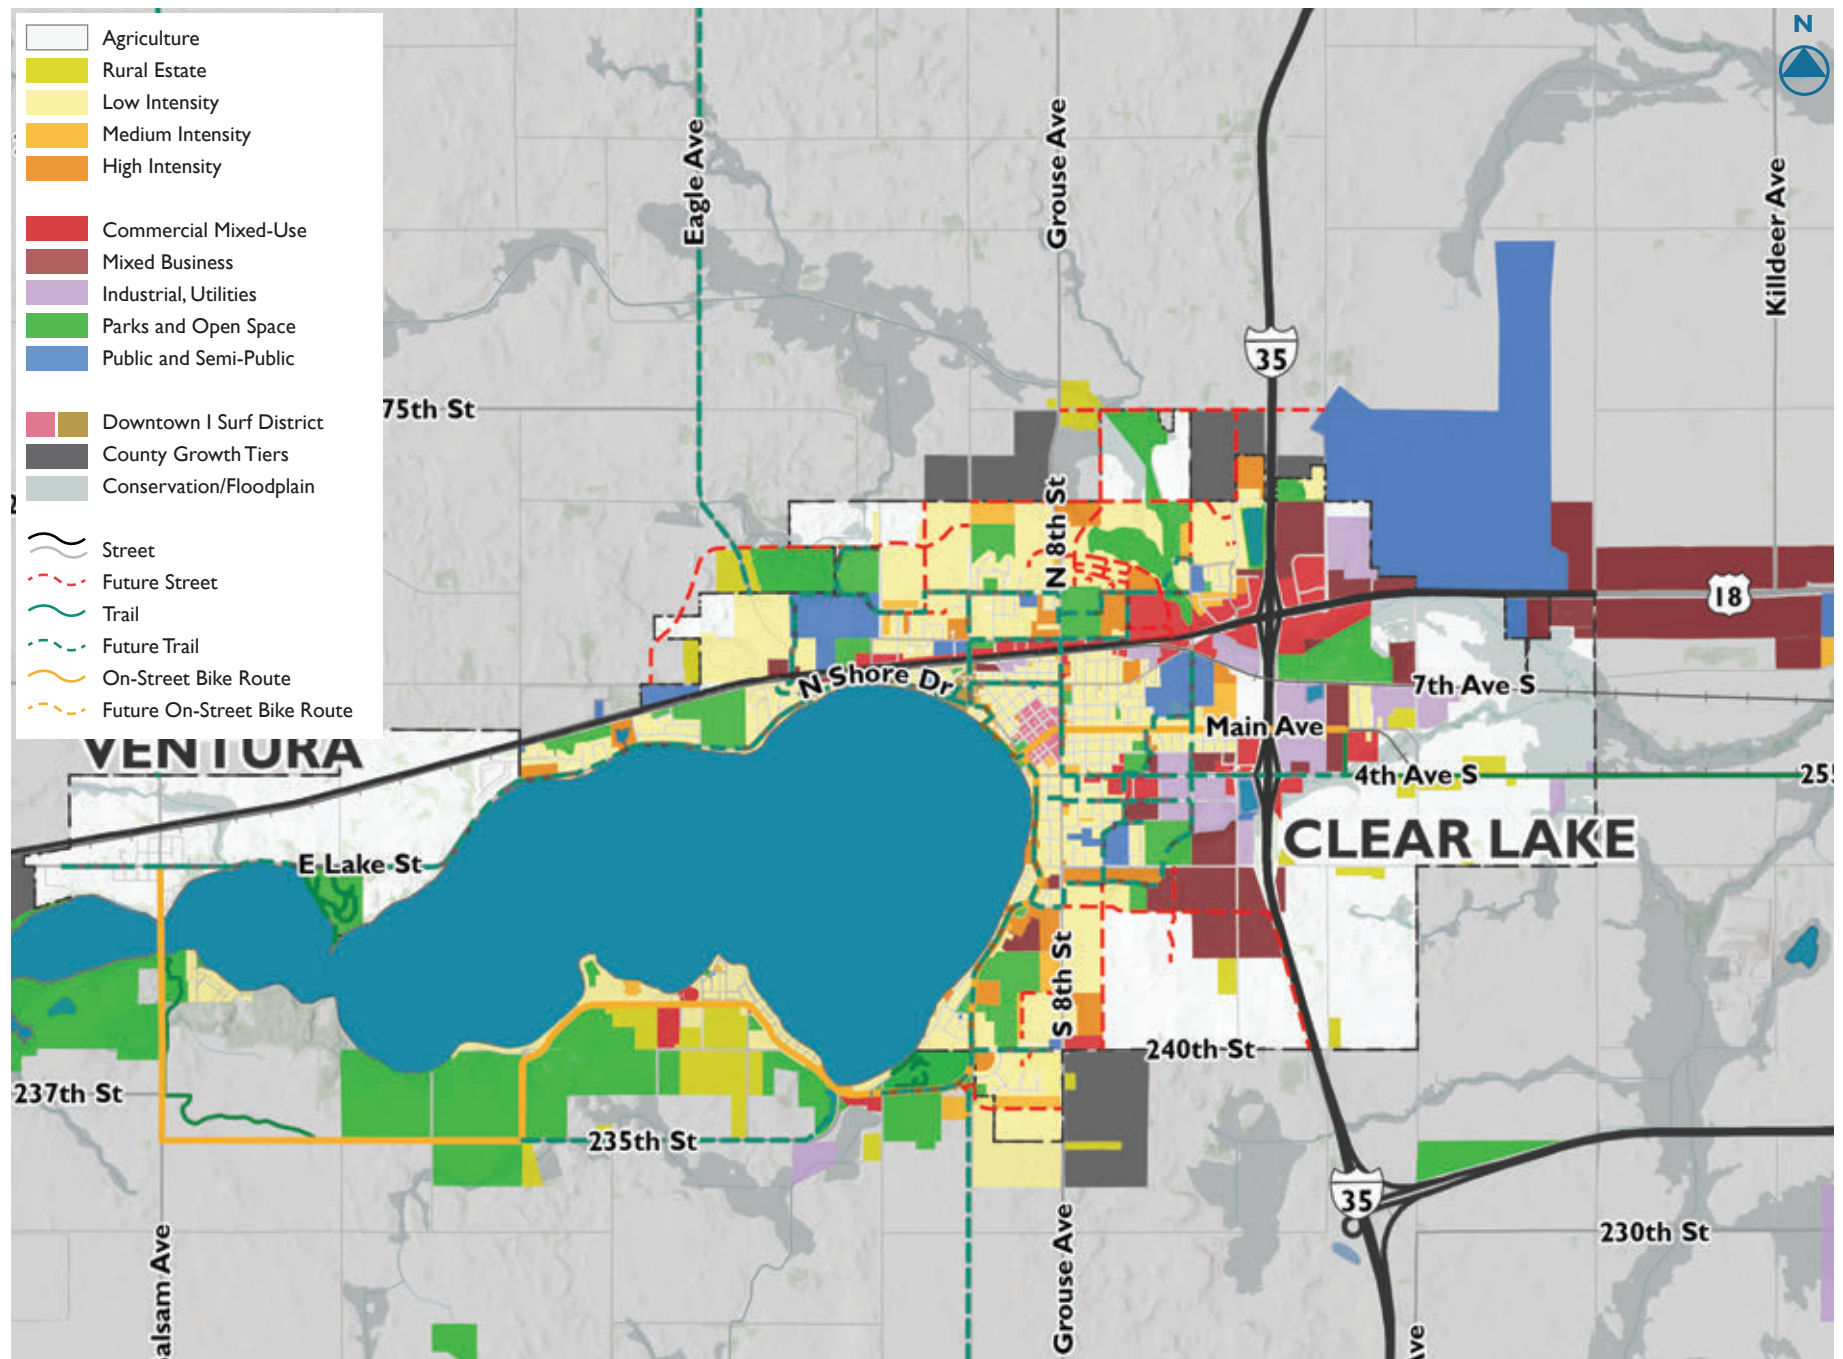 Agriculture
Rural Estate
Low Intensity
Medium Intensity
High Intensity
Commercial Mixed-Use
Mixed Business
Industrial, Utilities
Parks and Open Space
Public and Semi-Public
Downtown I Surf District
County Growth Tiers
Conservation/Floodplain
Street
Future Street
Trail
Future Trail
On-Street Bike Route
Future On-Street Bike Route
N
Eagle Ave
Grouse Ave
Killdeer Ave
35
75th St
N 8th St
18
N Shore Dr
7th Ave S
Main Ave
VENTURA
4th Ave S
255
CLEAR LAKE
E Lake St
S 8th St
240th St
237th St
235th St
35
230th St
alsam Ave
Grouse Ave
Ave